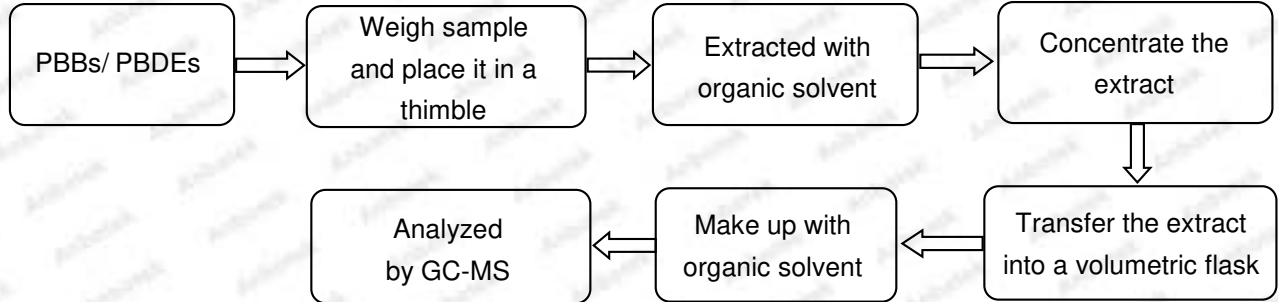 PBBs/ PBDEs
Weigh sample
and place it in a
thimble
Extracted with
organic solvent
Concentrate the
extract
Transfer the extract
into a volumetric flask
Make up with
organic solvent
Analyzed
by GC-MS